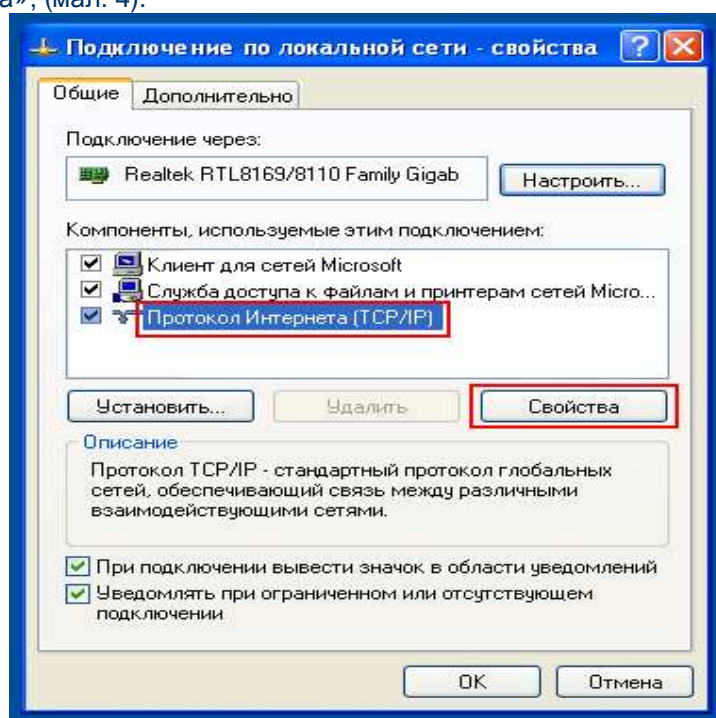 а», (мал. 4).
Подключение по локальной сети - свойства
Общие Дополнительно
Подключение через:
Realtek RTL8169/8110 Family Gigab Настроить...
Компоненты, используемые этим подключением:
Клиент для сетей Microsoft
Служба доступа к файлам и принтерам сетей Micro...
Протокол Интернета (TCP/IP)
Установить... Удалить Свойства
Описание
Протокол TCP/IP - стандартный протокол глобальных
сетей, обеспечивающий связь между различными
взаимодействующими сетями.
При подключении вывести значок в области уведомлений
Уведомлять при ограниченном или отсутствующем
подключении
OK Отмена